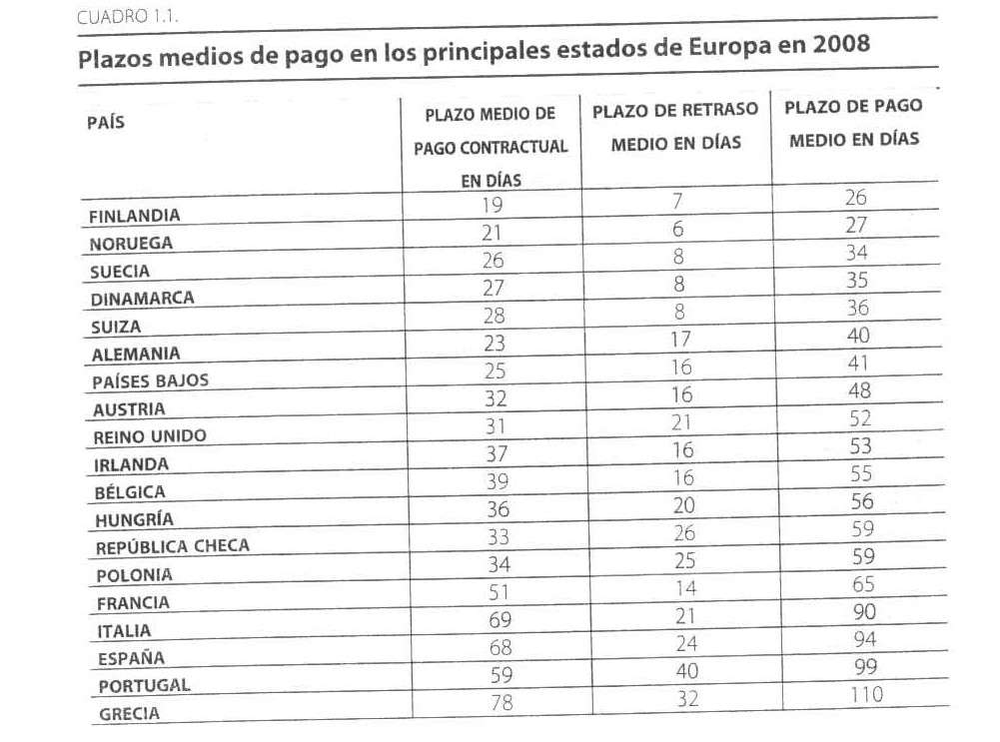 CUADRO 1.1.
Plazos medios de pago en los principales estados de Europa en 2008
PAÍS PLAZO MEDIO DE PAGO CONTRACTUAL EN DÍAS PLAZO DE RETRASO MEDIO EN DÍAS PLAZO DE PAGO MEDIO EN DÍAS
FINLANDIA 19 7 26
NORUEGA 21 6 27
SUECIA 26 8 34
DINAMARCA 27 8 35
SUIZA 28 8 36
ALEMANIA 23 17 40
PAÍSES BAJOS 25 16 41
AUSTRIA 32 16 48
REINO UNIDO 31 21 52
IRLANDA 37 16 53
BÉLGICA 39 16 55
HUNGRÍA 36 20 56
REPÚBLICA CHECA 33 26 59
POLONIA 34 25 59
FRANCIA 51 14 65
ITALIA 69 21 90
ESPAÑA 68 24 94
PORTUGAL 59 40 99
GRECIA 78 32 110